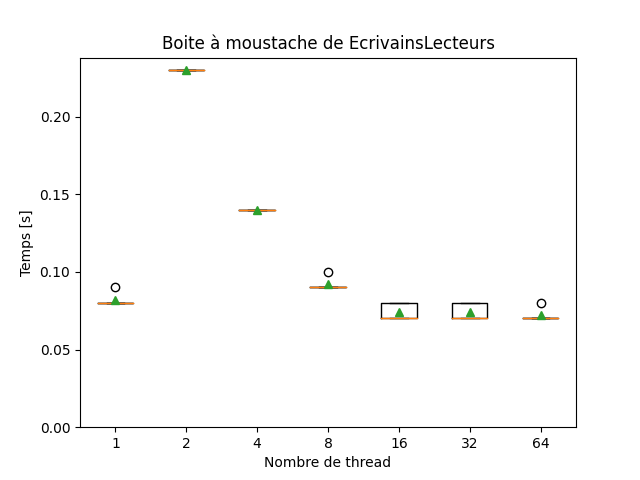 Boite à moustache de EcrivainsLecteurs
0.20
0.15
0.10
0.05
0.00
Temps [s]
1 2 4 8 16 32 64
Nombre de thread